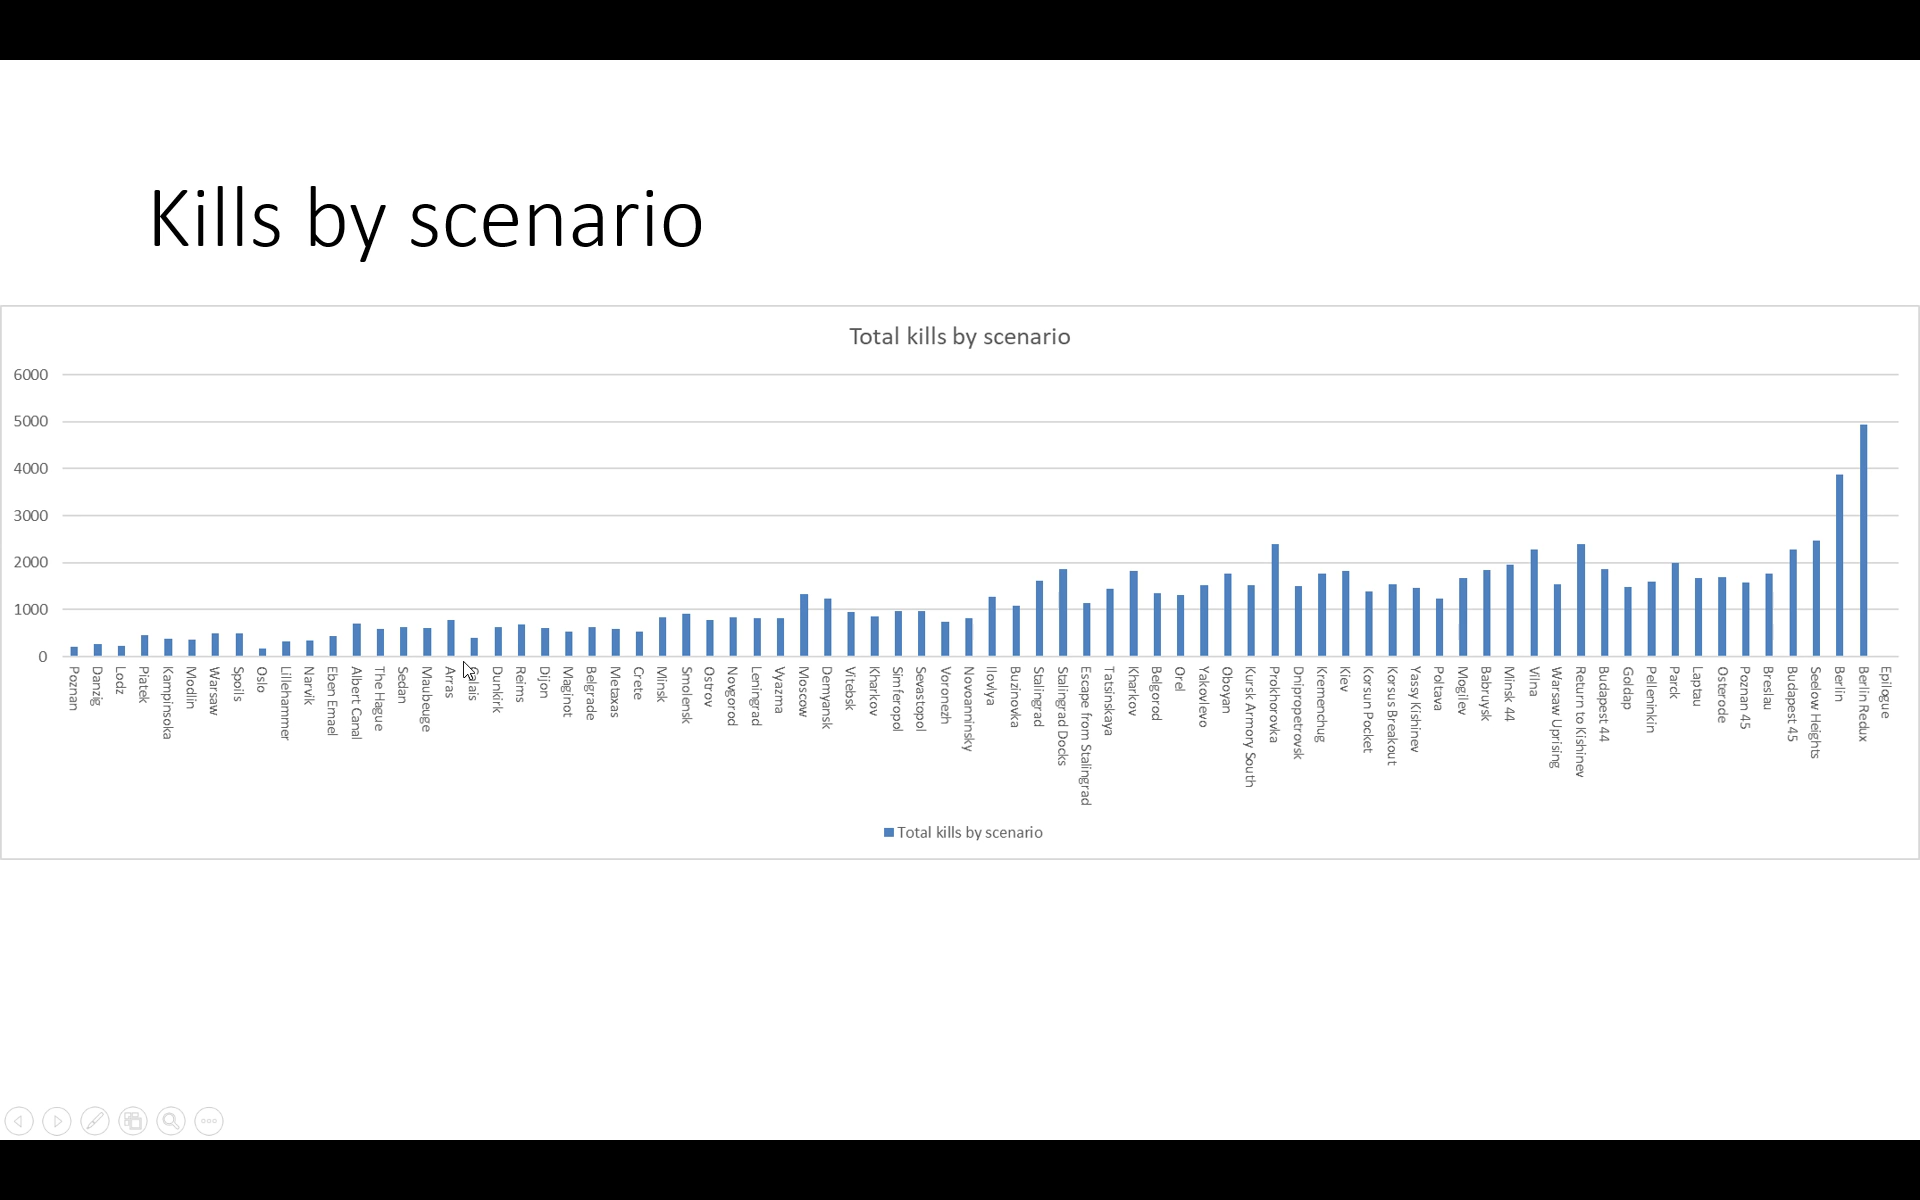 Kills by scenario
Total kills by scenario
6000
5000
4000
3000
2000
1000
0
Poznan
Danzig
Lodz
Piatek
Kampinsoka
Modlin
Warsaw
Spoils
Oslo
Lillehammer
Narvik
Eben Emael
Albert Canal
The Hague
Sedan
Maubeuge
Arras
Calais
Dunkirk
Reims
Dijon
Maginot
Belgrade
Metaxas
Crete
Minsk
Smolensk
Ostrov
Novgorod
Leningrad
Vyazma
Moscow
Demyansk
Vitebsk
Kharkov
Simferopol
Sevastopol
Voronezh
Novoanninsky
Ilovlya
Buzinovka
Stalingrad
Stalingrad Docks
Escape from Stalingrad
Tatsinskaya
Kharkov
Belgorod
Orel
Yakovlevo
Oboyan
Kursk Armory South
Prokhorovka
Dnipropetrovsk
Kremenchug
Kiev
Korsun Pocket
Korsus Breakout
Yassy Kishinev
Poltava
Mogilev
Babruysk
Minsk 44
Vilna
Warsaw Uprising
Return to Kishinev
Budapest 44
Goldap
Pelleninkin
Parck
Laptau
Osterode
Poznan 45
Breslau
Budapest 45
Seelow Heights
Berlin
Berlin Redux
Epilogue
Total kills by scenario